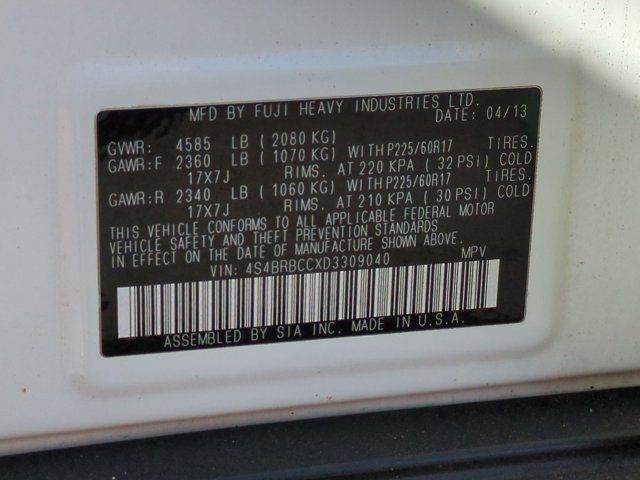 MFD BY FUJI HEAVY INDUSTRIES LTD.
DATE: 04/13
GVWR: 4585 LB ( 2080 KG)
GAWR:F 2360 LB ( 1070 KG) WITH P225/60R17 TIRES.
17X7J RIMS. AT 220 KPA ( 32 PSI) COLD
GAWR:R 2340 LB ( 1060 KG) WITH P225/60R17 TIRES.
17X7J RIMS. AT 210 KPA ( 30 PSI) COLD
THIS VEHICLE CONFORMS TO ALL APPLICABLE FEDERAL MOTOR
VEHICLE SAFETY AND THEFT PREVENTION STANDARDS
IN EFFECT ON THE DATE OF MANUFACTURE SHOWN ABOVE.
VIN: 4S4BRBCCXD3309040 MPV
ASSEMBLED BY SIA INC. MADE IN U.S.A.